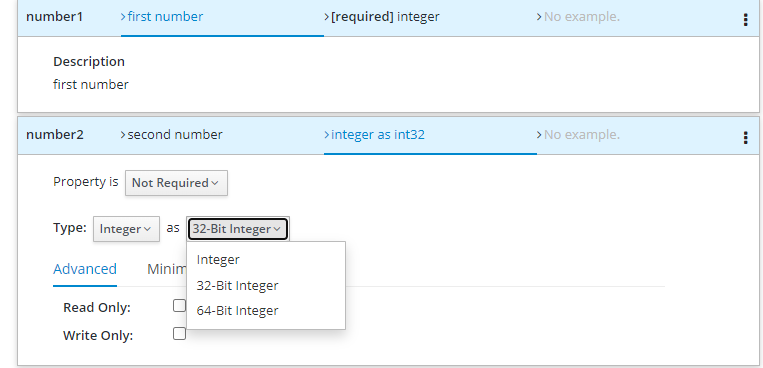 number1 >first number >[required] integer >No example.
Description
first number
number2 >second number >integer as int32 >No example.
Property is Not Required
Type: Integer as 32-Bit Integer
Integer
Advanced Minim
32-Bit Integer
Read Only: 64-Bit Integer
Write Only: